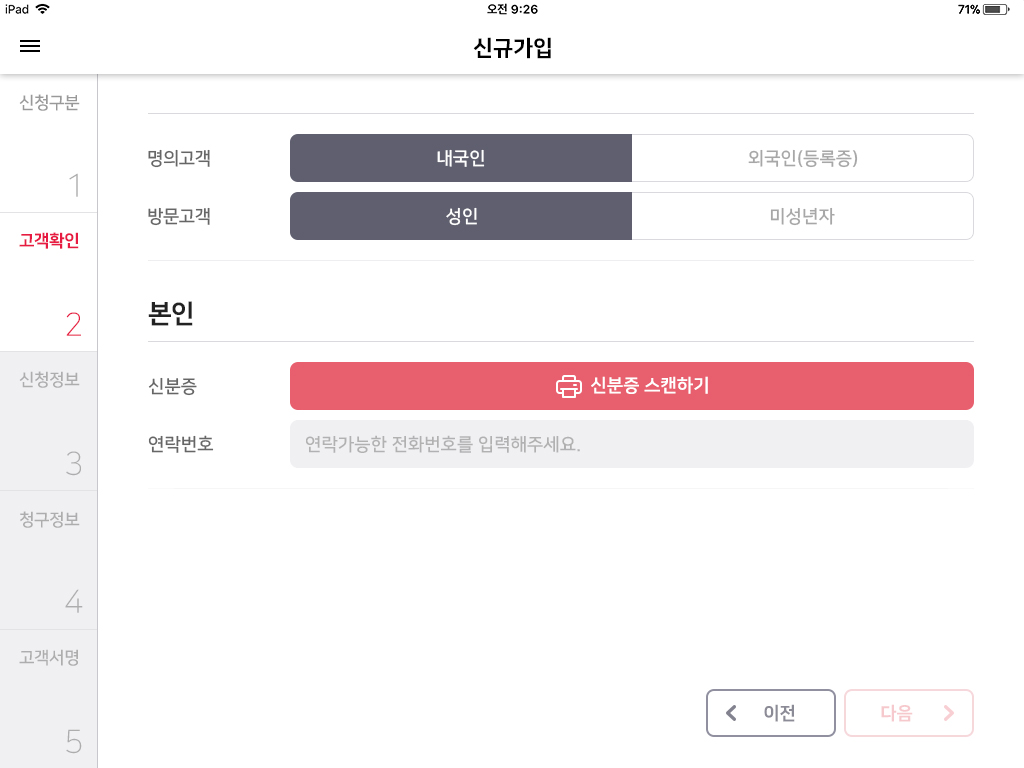 iPad 오전 9:26 71%
신규가입
신청구분
1
고객확인
2
신청정보
3
청구정보
4
고객서명
5
명의고객 내국인 외국인(등록증)
방문고객 성인 미성년자
본인
신분증 신분증 스캔하기
연락번호 연락가능한 전화번호를 입력해주세요.
이전 다음